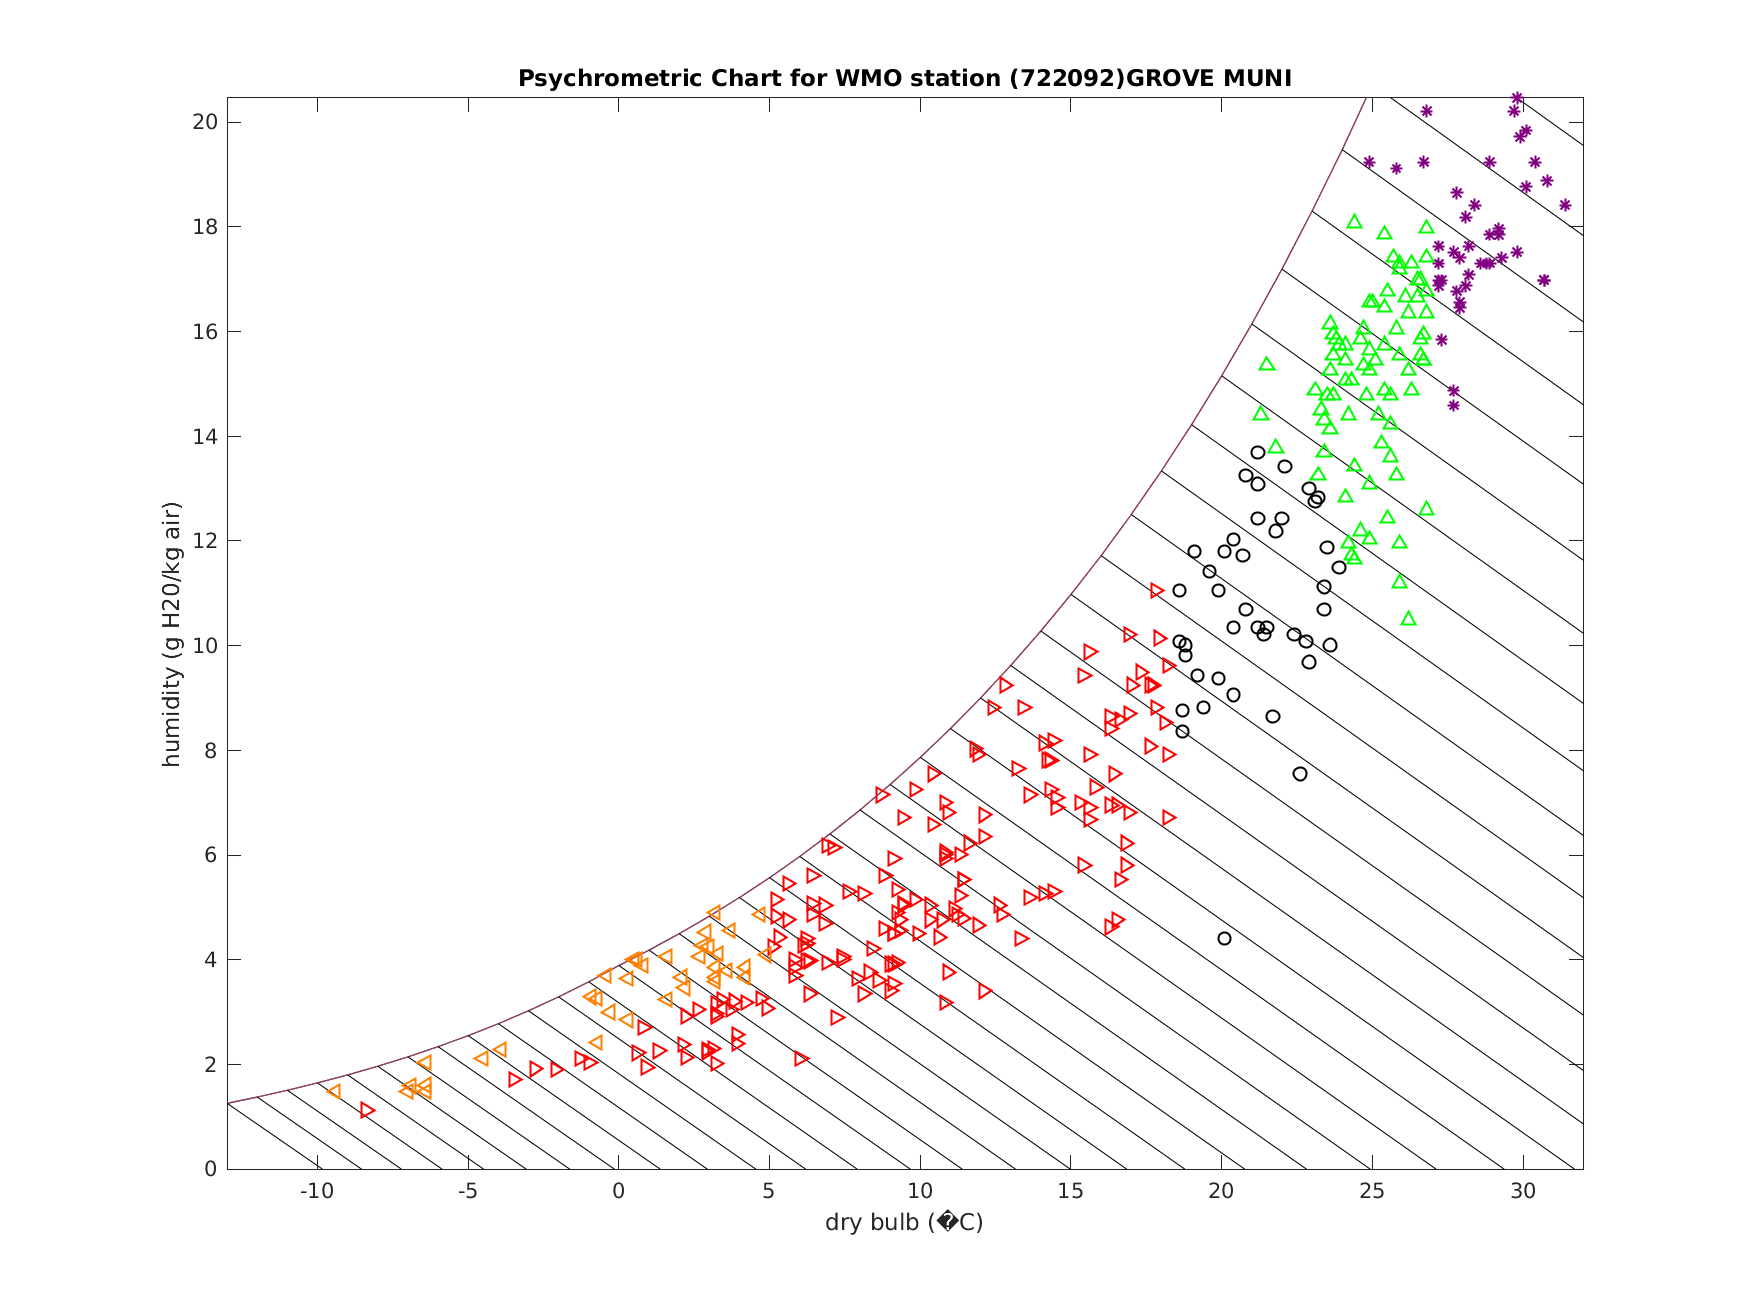 Psychrometric Chart for WMO station (722092)GROVE MUNI
humidity (g H20/kg air)
20
18
16
14
12
10
8
6
4
2
0
-10 -5 0 5 10 15 20 25 30
dry bulb (�C)